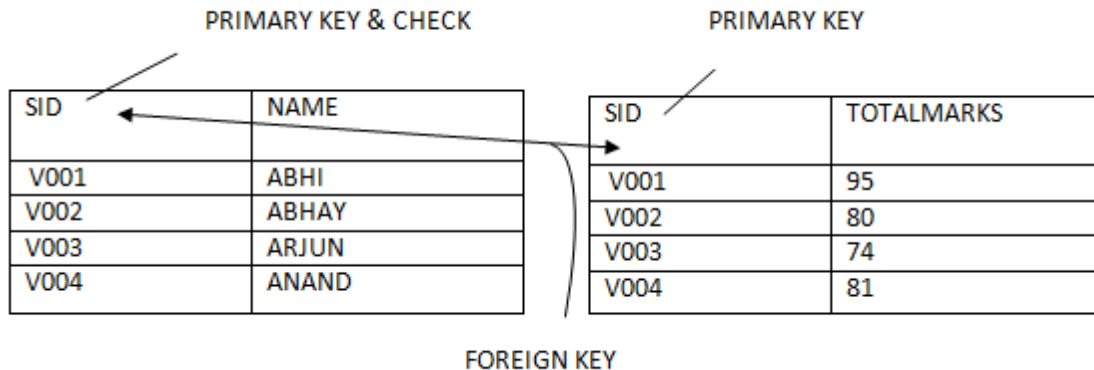 PRIMARY KEY & CHECK
PRIMARY KEY
SID NAME
V001 ABHI
V002 ABHAY
V003 ARJUN
V004 ANAND
SID TOTALMARKS
V001 95
V002 80
V003 74
V004 81
FOREIGN KEY